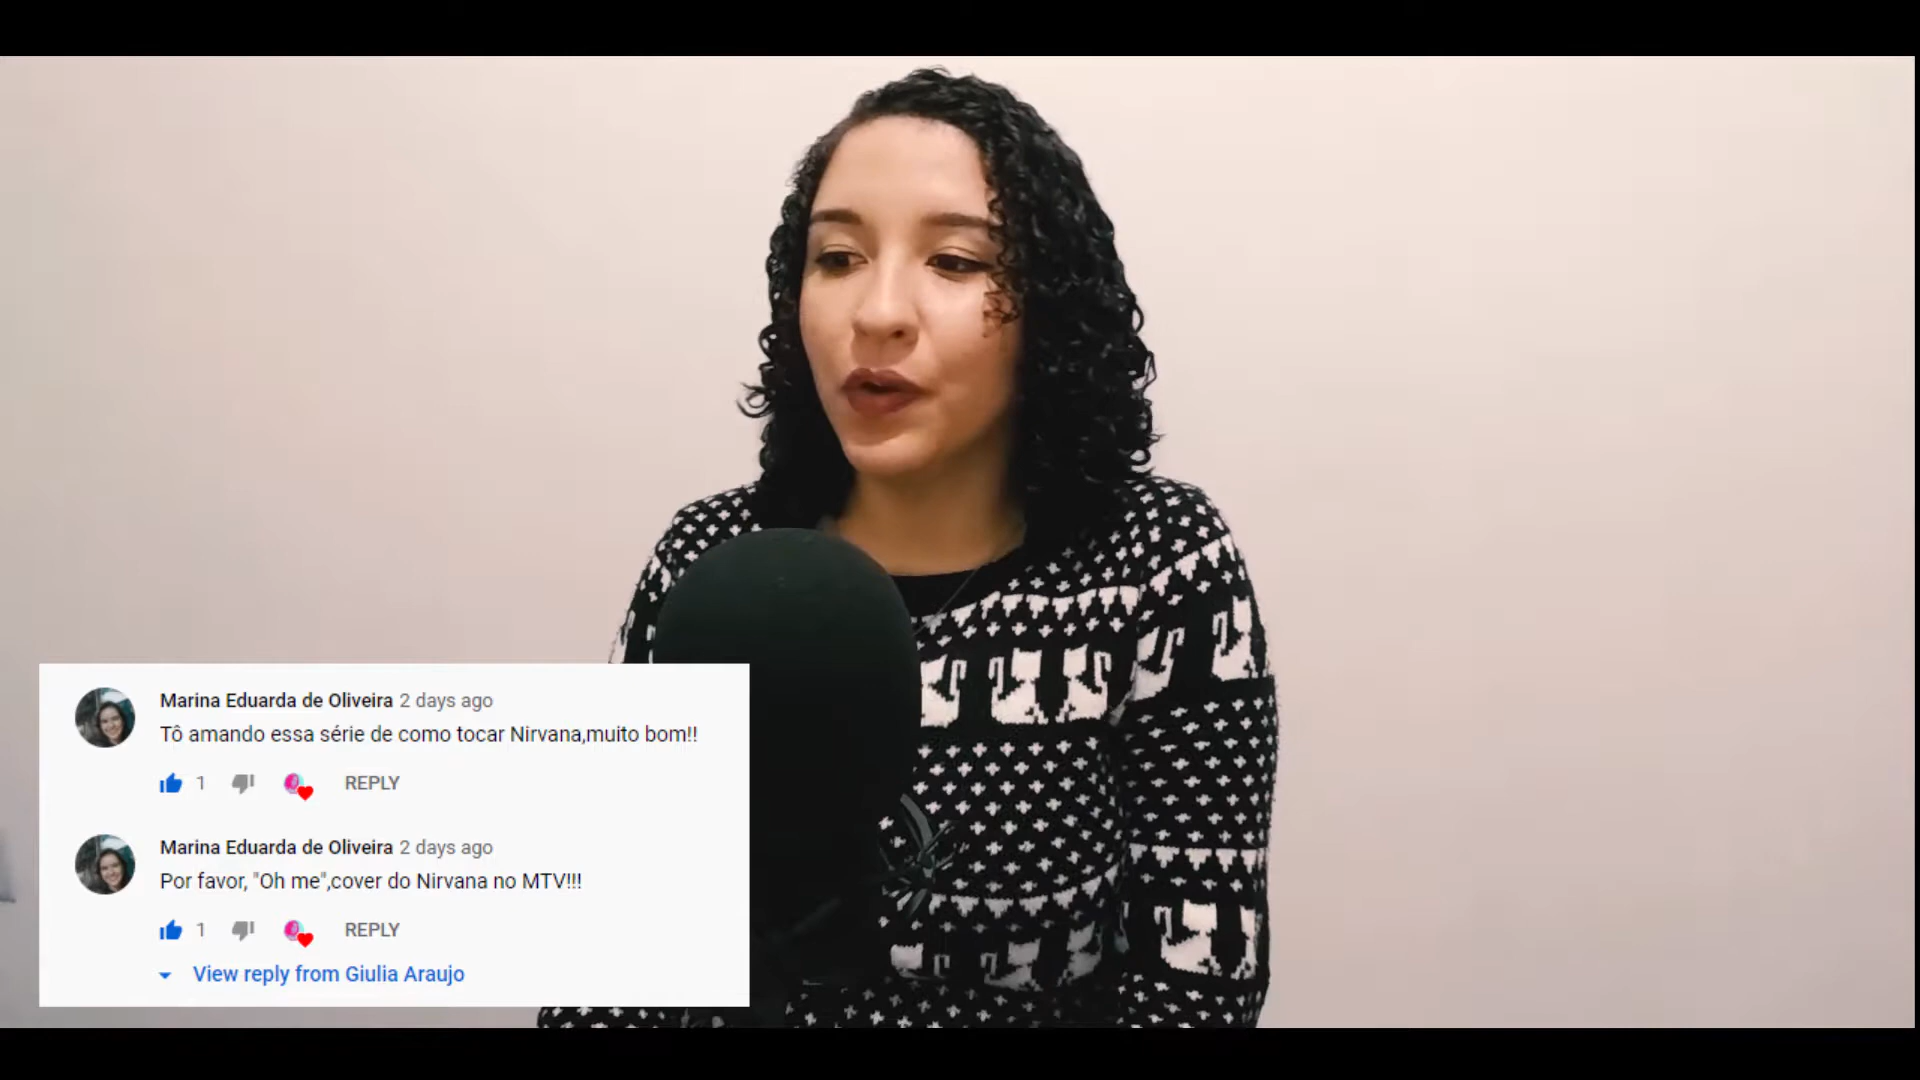 Marina Eduarda de Oliveira 2 days ago
Tô amando essa série de como tocar Nirvana,muito bom!!
1 REPLY
Marina Eduarda de Oliveira 2 days ago
Por favor, "Oh me",cover do Nirvana no MTV!!!
1 REPLY
View reply from Giulia Araujo